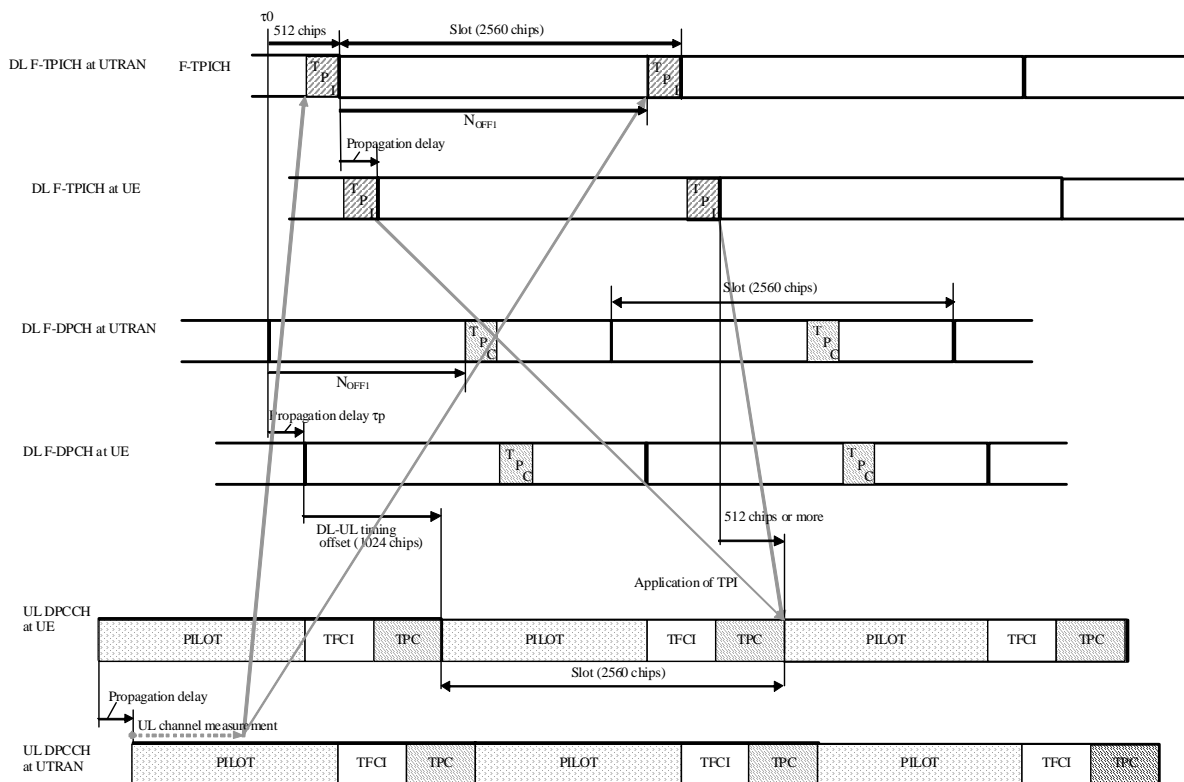 τ0
512 chips
Slot (2560 chips)
DL F-TPICH at UTRAN
F-TPICH
T P I
T P I
NOFF1
Propagation delay
DL F-TPICH at UE
T P I
T P I
Slot (2560 chips)
DL F-DPCH at UTRAN
T P C
T P C
NOFF1
Propagation delay τp
DL F-DPCH at UE
T P C
T P C
DL-UL timing
offset (1024 chips)
512 chips or more
Application of TPI
UL DPCCH
at UE
PILOT TFCI TPC PILOT TFCI TPC PILOT TFCI TPC
Slot (2560 chips)
Propagation delay
UL channel measurement
UL DPCCH
at UTRAN
PILOT TFCI TPC PILOT TFCI TPC PILOT TFCI TPC